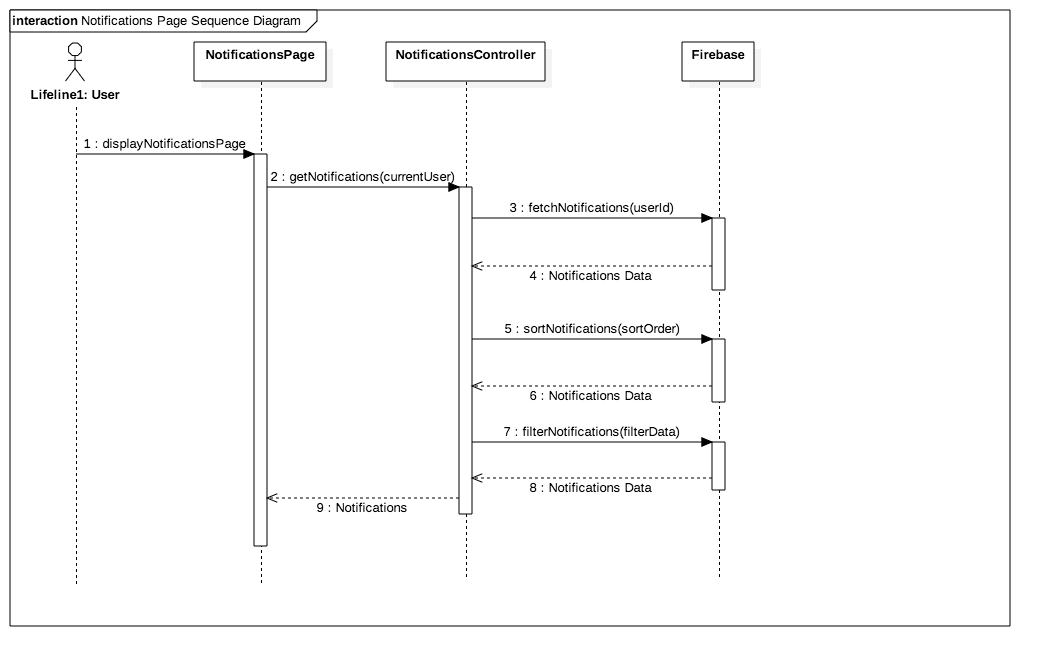 interaction Notifications Page Sequence Diagram
NotificationsPage
NotificationsController
Firebase
Lifeline1: User
1 : displayNotificationsPage
2 : getNotifications(currentUser)
3 : fetchNotifications(userId)
4 : Notifications Data
5 : sortNotifications(sortOrder)
6 : Notifications Data
7 : filterNotifications(filterData)
8 : Notifications Data
9 : Notifications